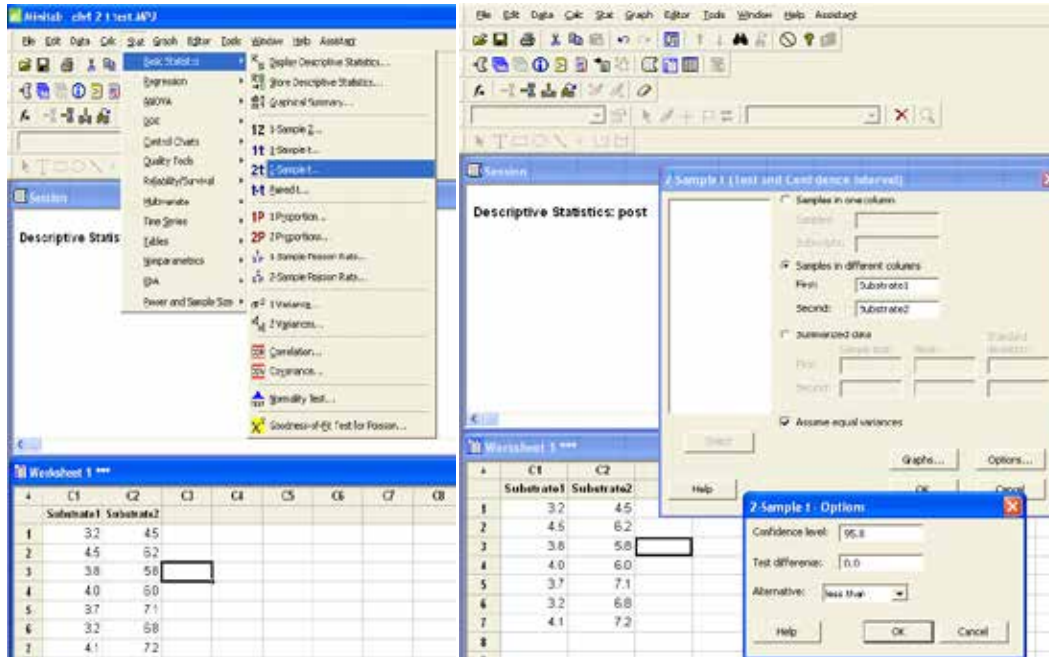 Minitab
File Edit Data Calc Stat Graph Editor Tools Window Help Assistant
Basic Statistics
Regression
ANOVA
DOE
Control Charts
Quality Tools
Reliability/Survival
Multivariate
Time Series
Tables
Nonparametrics
EDA
Power and Sample Size
Display Descriptive Statistics...
Store Descriptive Statistics...
Graphical Summary...
1Z 1-Sample Z...
1t 1-Sample t...
2t 2-Sample t...
t-t Paired t...
1P 1 Proportion...
2P 2 Proportions...
1-Sample Poisson Rate...
2-Sample Poisson Rate...
σ² 1 Variance...
2 Variances...
COR Correlation...
COV Covariance...
Normality Test...
χ² Goodness-of-Fit Test for Poisson...
Session
Descriptive Statis
Worksheet 1 ***
C1 C2 C3 C4 C5 C6 C7 C8
Substrate1 Substrate2
1 3.2 4.5
2 4.5 6.2
3 3.8 5.8
4 4.0 6.0
5 3.7 7.1
6 3.2 6.8
7 4.1 7.2
File Edit Data Calc Stat Graph Editor Tools Window Help Assistant
Session
Descriptive Statistics: post
2-Sample t (Test and Confidence Interval)
Samples in one column
Samples:
Subscripts:
Samples in different columns
First: Substrate1
Second: Substrate2
Summarized data
Sample size: Mean: Standard deviation:
First:
Second:
Assume equal variances
Select
Graphs... Options...
Help OK Cancel
Worksheet 1 ***
C1 C2
Substrate1 Substrate2
1 3.2 4.5
2 4.5 6.2
3 3.8 5.8
4 4.0 6.0
5 3.7 7.1
6 3.2 6.8
7 4.1 7.2
8
2-Sample t - Options
Confidence level:
Test difference: 0.0
Alternative: less than
Help OK Cancel